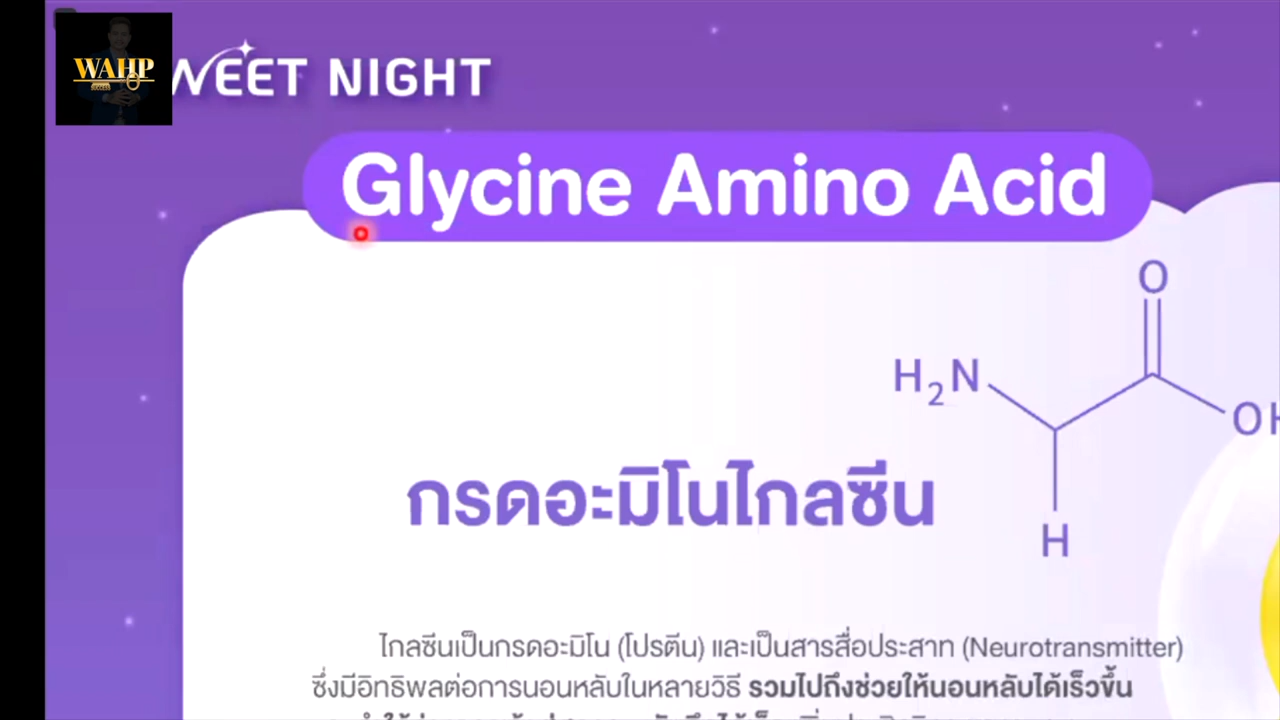 WAHP
WEET NIGHT
Glycine Amino Acid
O
H2N
OH
กรดอะมิโนไกลซีน
H
ไกลซีนเป็นกรดอะมิโน (โปรตีน) และเป็นสารสื่อประสาท (Neurotransmitter)
ซึ่งมีอิทธิพลต่อการนอนหลับในหลายวิธี รวมไปถึงช่วยให้นอนหลับได้เร็วขึ้น